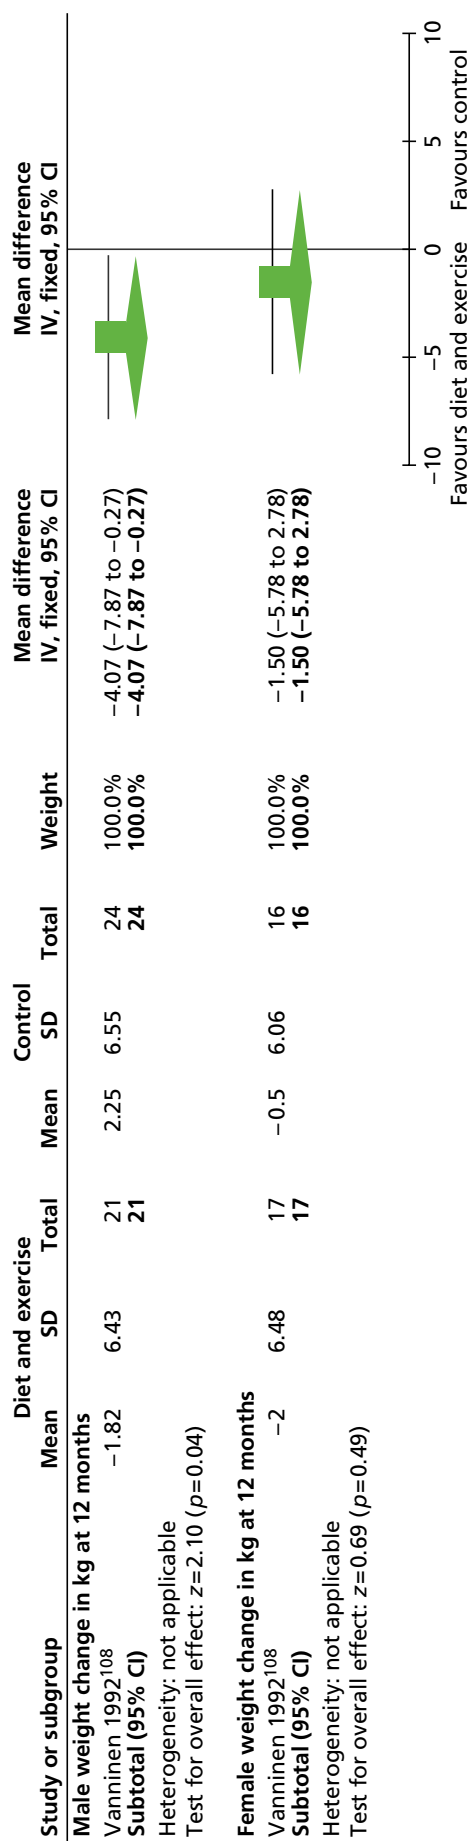 Study or subgroup Diet and exercise Mean SD Total Control Mean SD Total Weight Mean difference IV, fixed, 95% CI Mean difference IV, fixed, 95% CI
Male weight change in kg at 12 months
Vanninen 1992¹⁰⁸ −1.82 6.43 21 2.25 6.55 24 100.0% −4.07 (−7.87 to −0.27)
Subtotal (95% CI) 21 24 100.0% −4.07 (−7.87 to −0.27)
Heterogeneity: not applicable
Test for overall effect: z=2.10 (p=0.04)
Female weight change in kg at 12 months
Vanninen 1992¹⁰⁸ −2 6.48 17 −0.5 6.06 16 100.0% −1.50 (−5.78 to 2.78)
Subtotal (95% CI) 17 16 100.0% −1.50 (−5.78 to 2.78)
Heterogeneity: not applicable
Test for overall effect: z=0.69 (p=0.49)
−10 −5 0 5 10
Favours diet and exercise Favours control